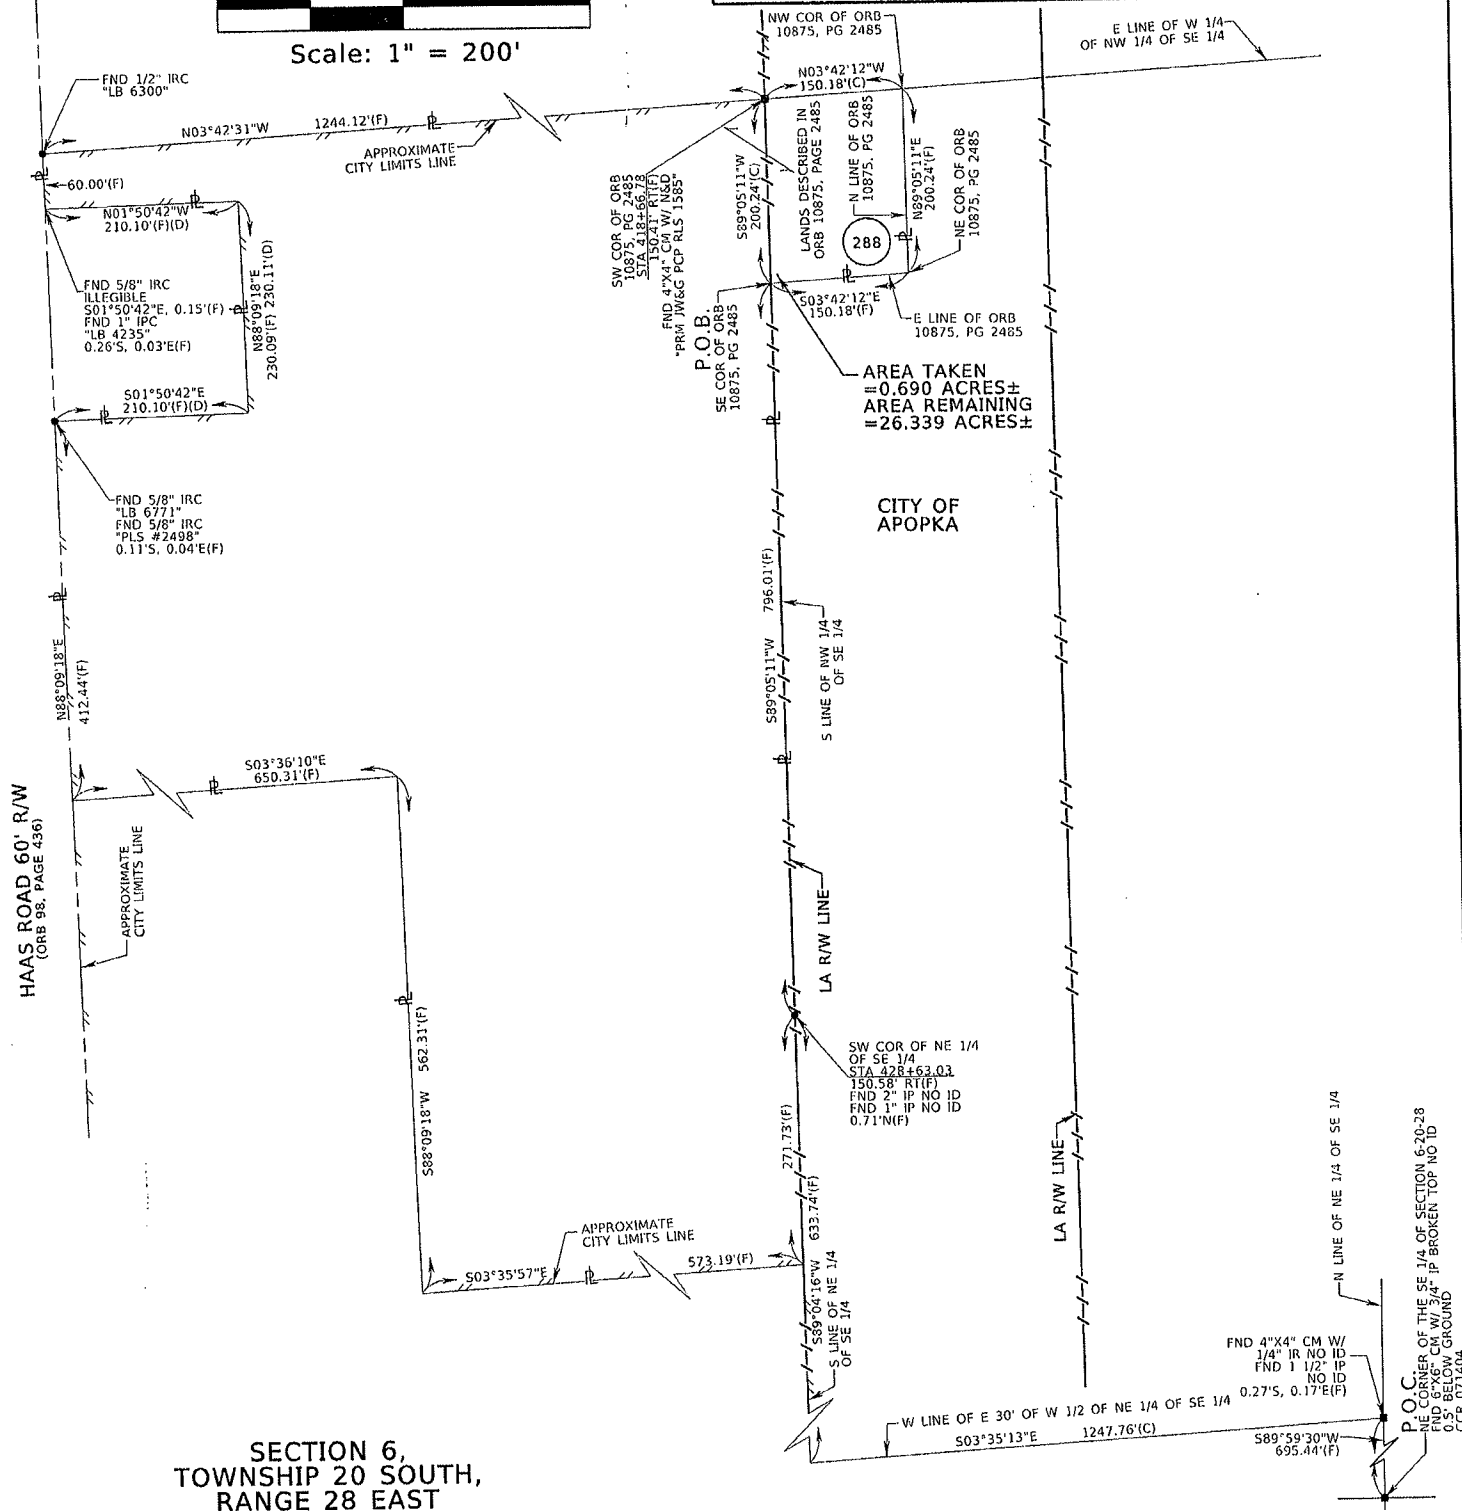 Scale: 1" = 200'
NW COR OF ORB
10875, PG 2485
E LINE OF W 1/4
OF NW 1/4 OF SE 1/4
FND 1/2" IRC
"LB 6300"
N03°42'12"W
150.18'(C)
N03°42'31"W 1244.12'(F)
APPROXIMATE
CITY LIMITS LINE
60.00'(F)
N01°50'42"W
210.10'(F)(D)
FND 5/8" IRC
ILLEGIBLE
S01°50'42"E, 0.15'(F)
FND 1" IPC
"LB 4235"
0.26'S, 0.03'E(F)
N88°09'18"E
230.09'(F) 230.11'(D)
S01°50'42"E
210.10'(F)(D)
SW COR OF ORB
10875, PG 2485
STA 418+66.78
150.41' RT(F)
FND 4"X4" CM W/ N&D
"PRM JW&G PCP RLS 1585"
S89°05'11"W
200.24'(C)
LANDS DESCRIBED IN
ORB 10875, PAGE 2485
N LINE OF ORB
10875, PG 2485
288
N89°05'11"E
200.24'(F)
NE COR OF ORB
10875, PG 2485
P.O.B.
SE COR OF ORB
10875, PG 2485
S03°42'12"E
150.18'(F)
E LINE OF ORB
10875, PG 2485
AREA TAKEN
=0.690 ACRES±
AREA REMAINING
=26.339 ACRES±
FND 5/8" IRC
"LB 6771"
FND 5/8" IRC
"PLS #2498"
0.11'S, 0.04'E(F)
CITY OF
APOPKA
N88°09'18"E
412.44'(F)
S89°05'11"W 796.01'(F)
S LINE OF NW 1/4
OF SE 1/4
S03°36'10"E
650.31'(F)
HAAS ROAD 60' R/W
(ORB 98, PAGE 436)
APPROXIMATE
CITY LIMITS LINE
LA R/W LINE
S88°09'18"W 562.31'(F)
SW COR OF NE 1/4
OF SE 1/4
STA 428+63.03
150.58' RT(F)
FND 2" IP NO ID
FND 1" IP NO ID
0.71'N(F)
271.73'(F)
LA R/W LINE
APPROXIMATE
CITY LIMITS LINE
S03°35'57"E 573.19'(F)
S89°04'16"W 633.74'(F)
S LINE OF NE 1/4
OF SE 1/4
N LINE OF NE 1/4 OF SE 1/4
FND 4"X4" CM W/
1/4" IR NO ID
FND 1 1/2" IP
NO ID
0.27'S, 0.17'E(F)
P.O.C.
NE CORNER OF THE SE 1/4 OF SECTION 6-20-28
FND 6"X6" CM W/ 3/4" IP BROKEN TOP NO ID
0.5' BELOW GROUND
CCR 071404
W LINE OF E 30' OF W 1/2 OF NE 1/4 OF SE 1/4
S03°35'13"E 1247.76'(C)
S89°59'30"W
695.44'(F)
SECTION 6,
TOWNSHIP 20 SOUTH,
RANGE 28 EAST